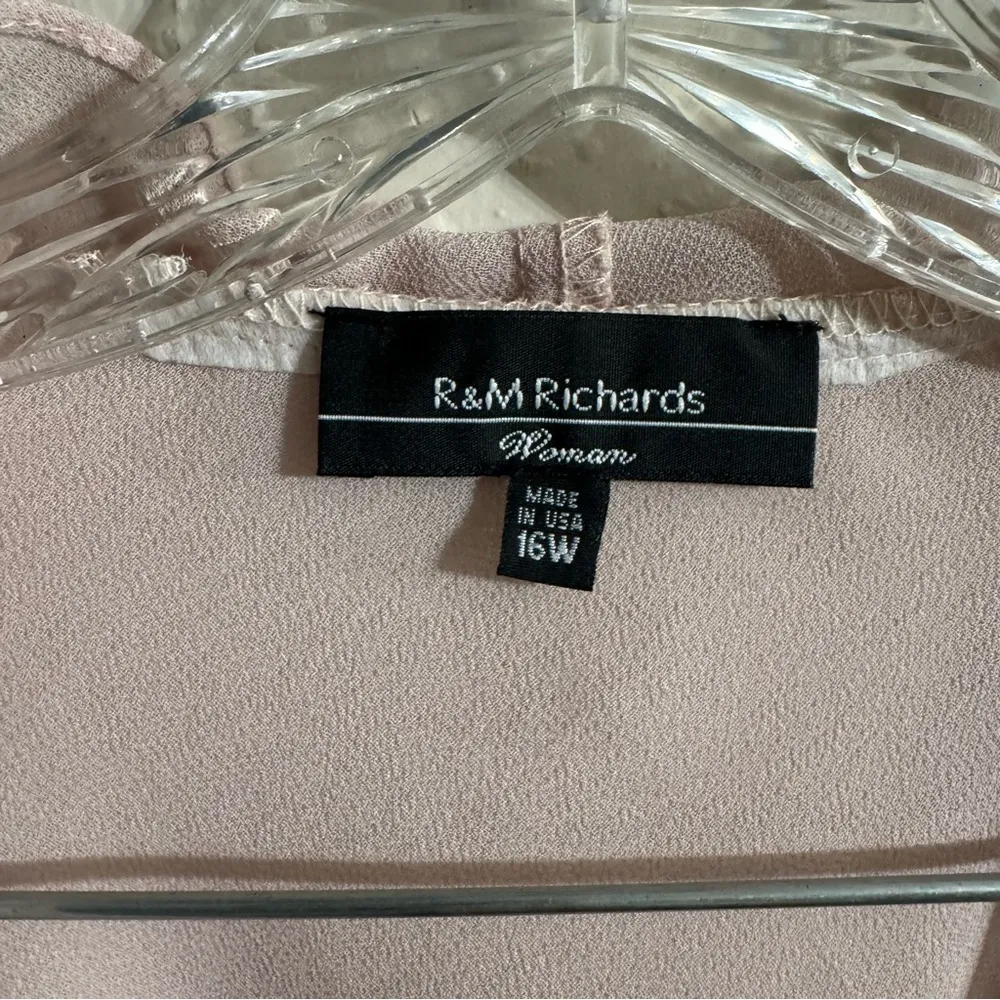 R&M Richards
Woman
MADE
IN USA
16W